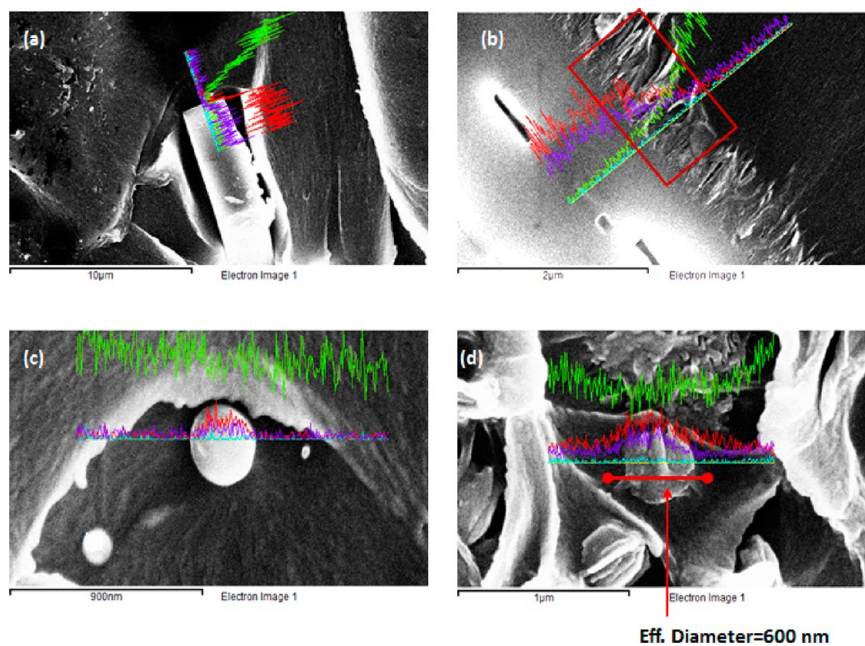 (a)
(b)
10µm
Electron Image 1
2µm
Electron Image 1
(c)
(d)
900nm
Electron Image 1
1µm
Electron Image 1
Eff. Diameter=600 nm